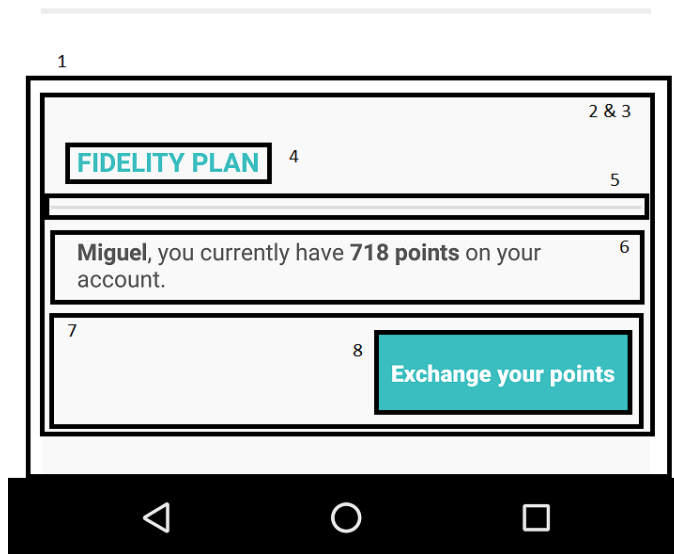 1
2 & 3
FIDELITY PLAN
4
5
Miguel, you currently have 718 points on your
account.
6
7
8
Exchange your points